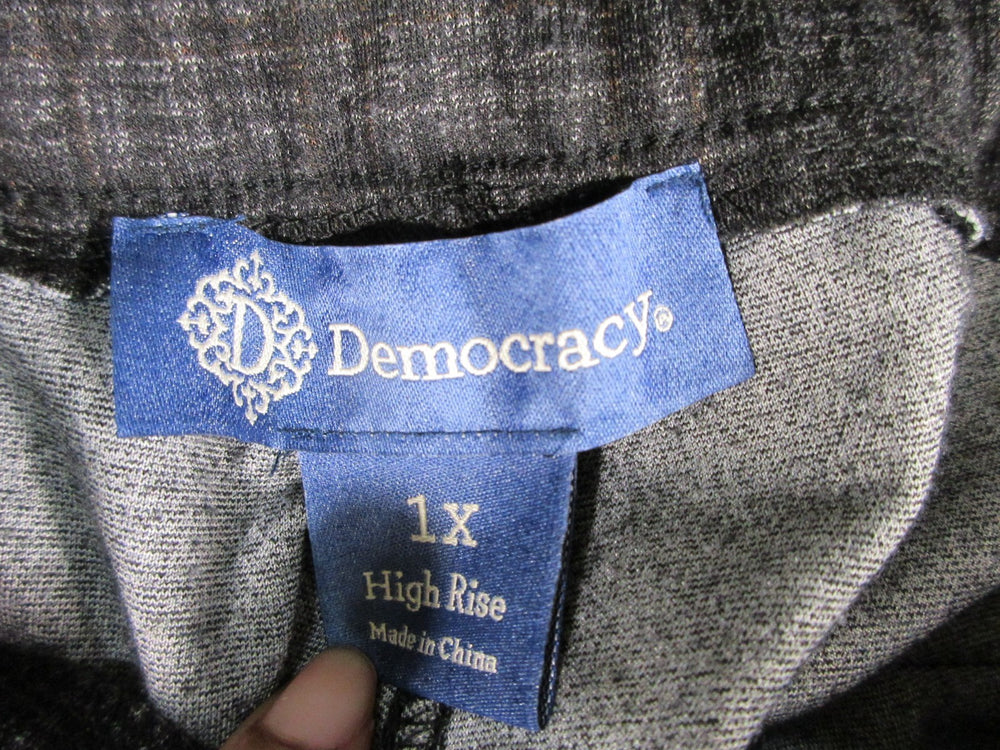 D Democracy®
1X
High Rise
Made in China